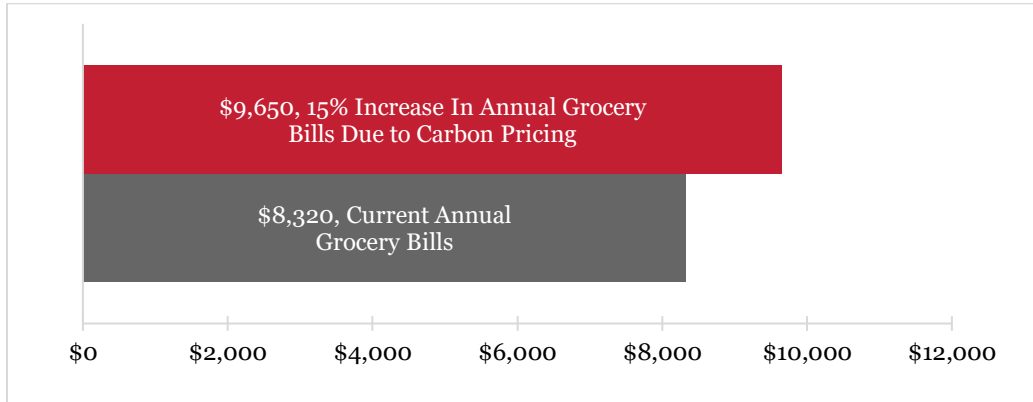 $9,650, 15% Increase In Annual Grocery
Bills Due to Carbon Pricing
$8,320, Current Annual
Grocery Bills
$0 $2,000 $4,000 $6,000 $8,000 $10,000 $12,000